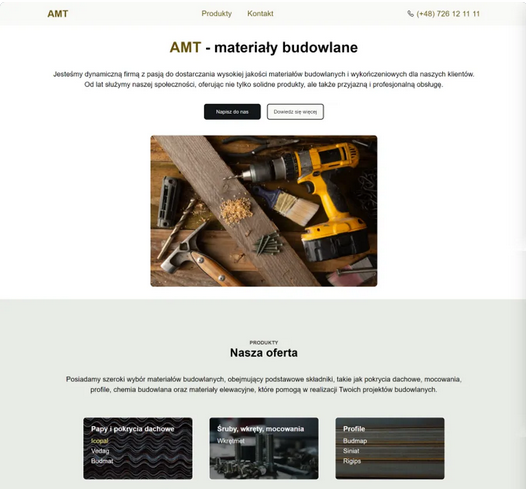 AMT
Produkty Kontakt
(+48) 726 12 11 11
AMT - materiały budowlane
Jesteśmy dynamiczną firmą z pasją do dostarczania wysokiej jakości materiałów budowlanych i wykończeniowych dla naszych klientów.
Od lat służymy naszej społeczności, oferując nie tylko solidne produkty, ale także przyjazną i profesjonalną obsługę.
Napisz do nas
Dowiedz się więcej
PRODUKTY
Nasza oferta
Posiadamy szeroki wybór materiałów budowlanych, obejmujący podstawowe składniki, takie jak pokrycia dachowe, mocowania,
profile, chemia budowlana oraz materiały elewacyjne, które pomogą w realizacji Twoich projektów budowlanych.
Papy i pokrycia dachowe
Icopal
Vedag
Budmat
Śruby, wkręty, mocowania
Wkrętmet
Profile
Budmap
Siniat
Rigips